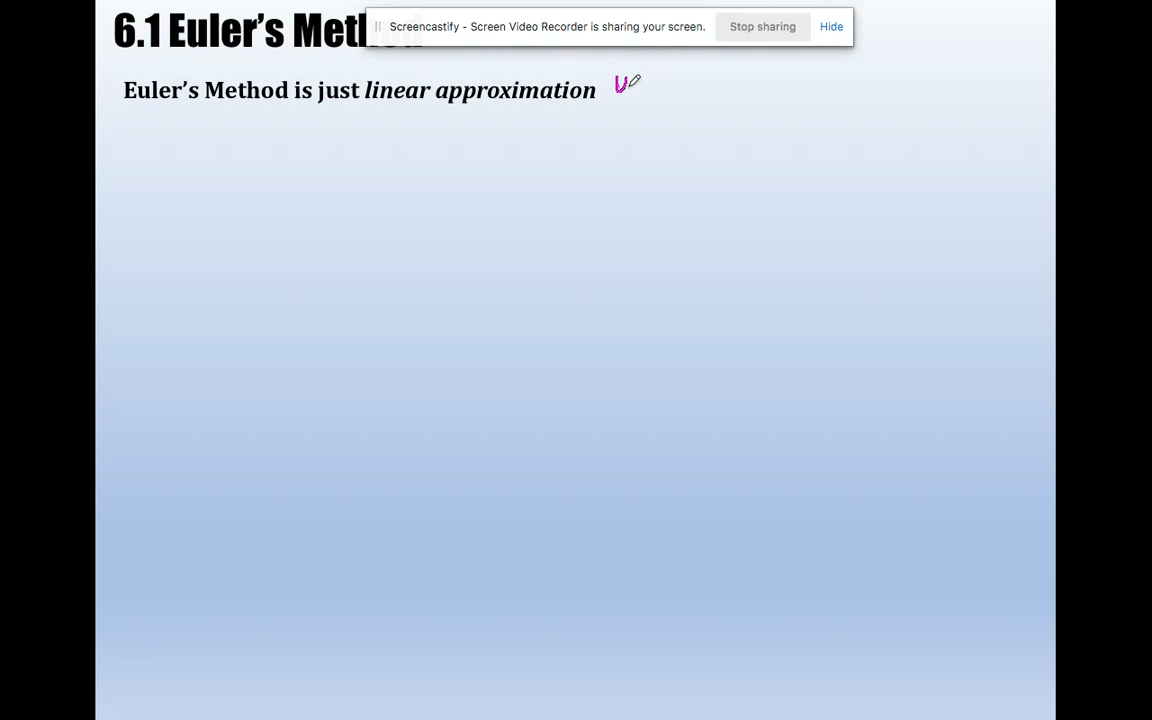 6.1 Euler's Method
Screencastify - Screen Video Recorder is sharing your screen.
Stop sharing
Hide
Euler's Method is just linear approximation